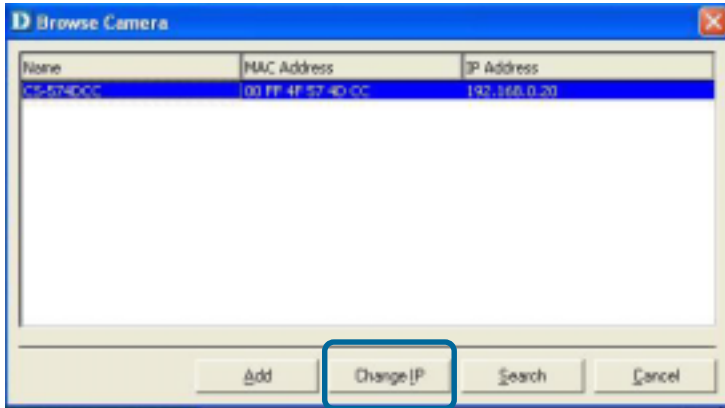 D Browse Camera
Name MAC Address IP Address
CS-574DCC 00 FF 4F 57 4D CC 192.168.0.20
Add Change IP Search Cancel